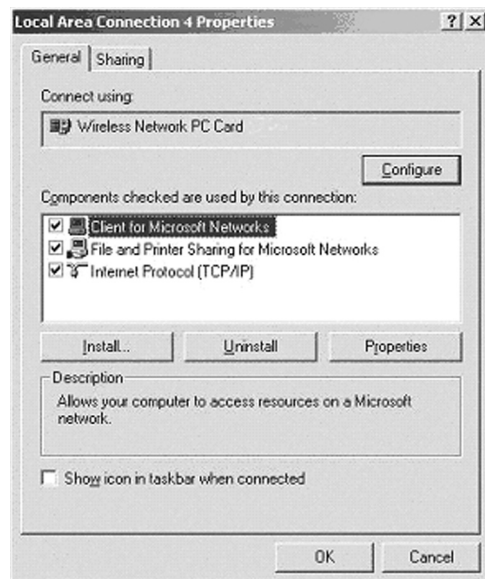 Local Area Connection 4 Properties
General
Sharing
Connect using:
Wireless Network PC Card
Configure
Components checked are used by this connection:
Client for Microsoft Networks
File and Printer Sharing for Microsoft Networks
Internet Protocol (TCP/IP)
Install...
Uninstall
Properties
Description
Allows your computer to access resources on a Microsoft
network.
Show icon in taskbar when connected
OK
Cancel